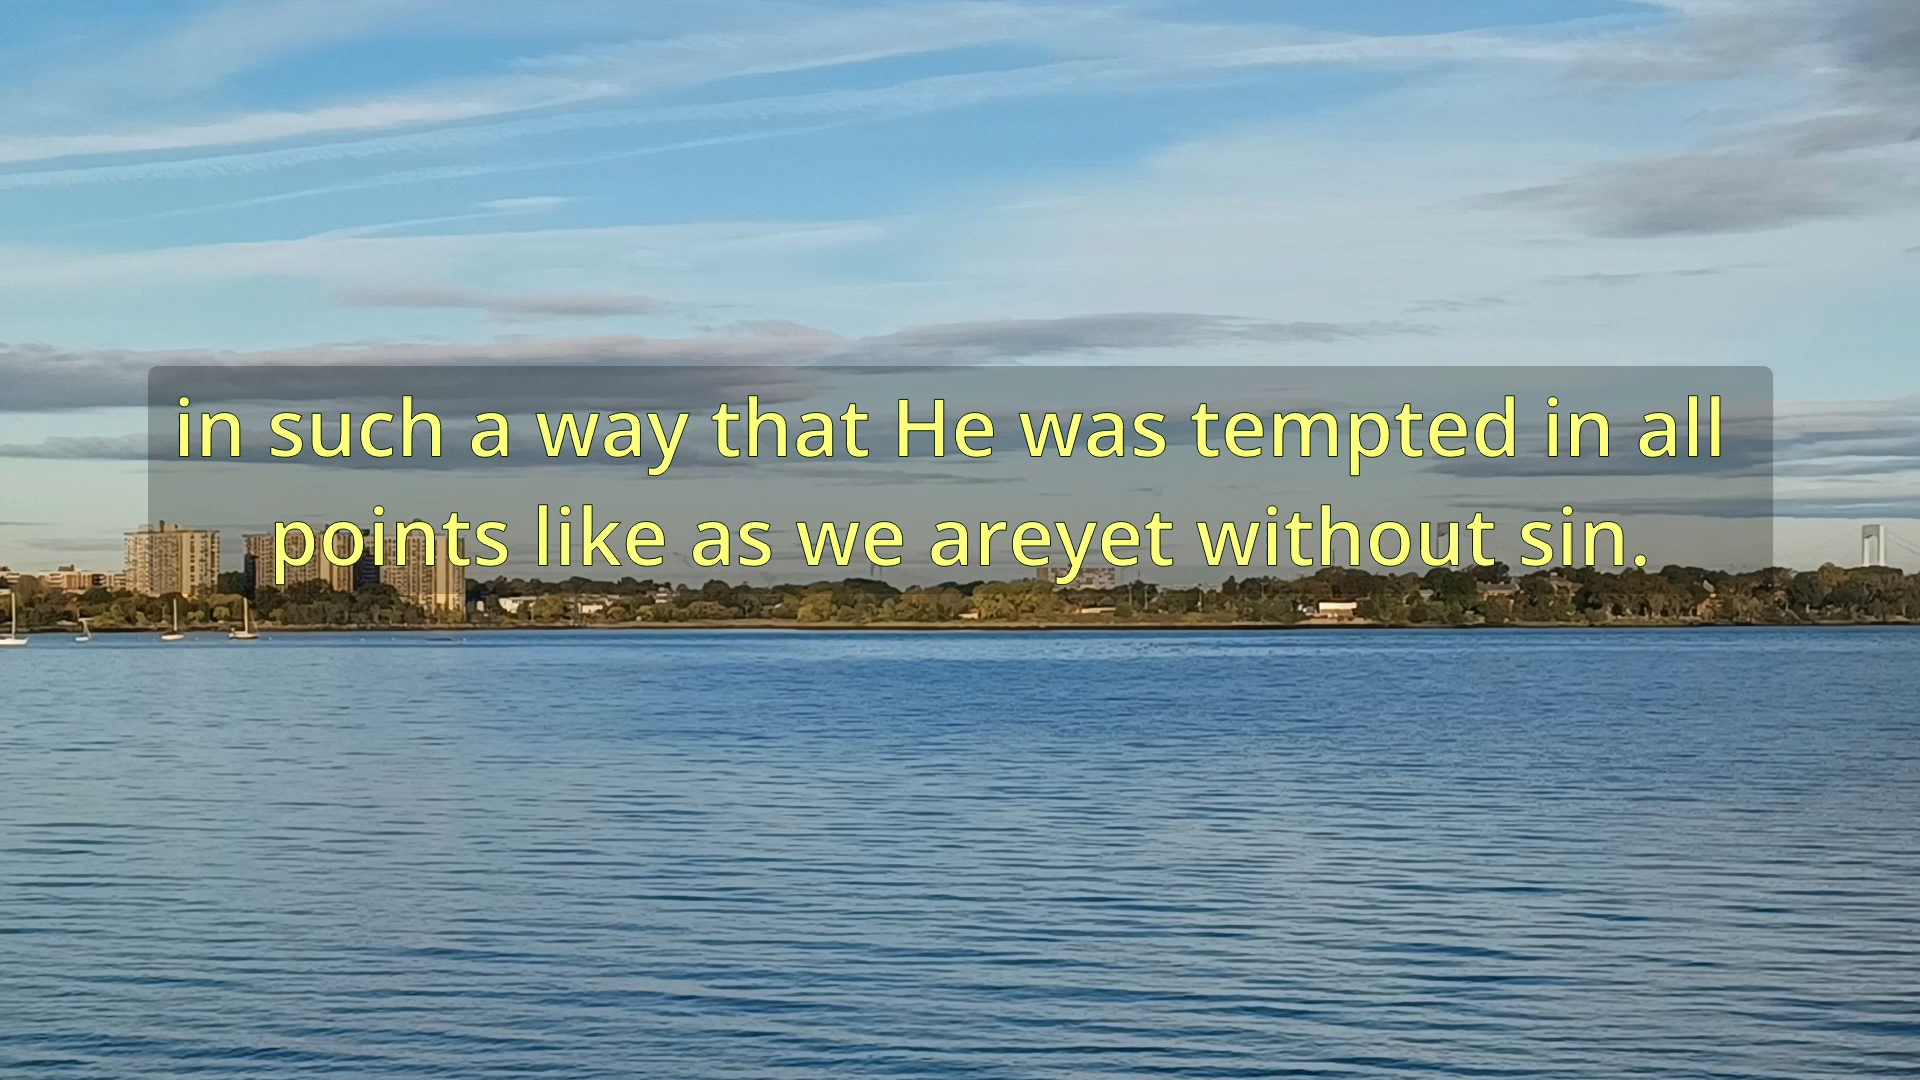 in such a way that He was tempted in all
points like as we areyet without sin.